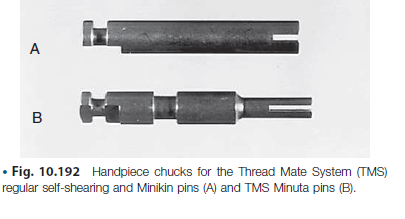 A
B
• Fig. 10.192 Handpiece chucks for the Thread Mate System (TMS)
regular self-shearing and Minikin pins (A) and TMS Minuta pins (B).